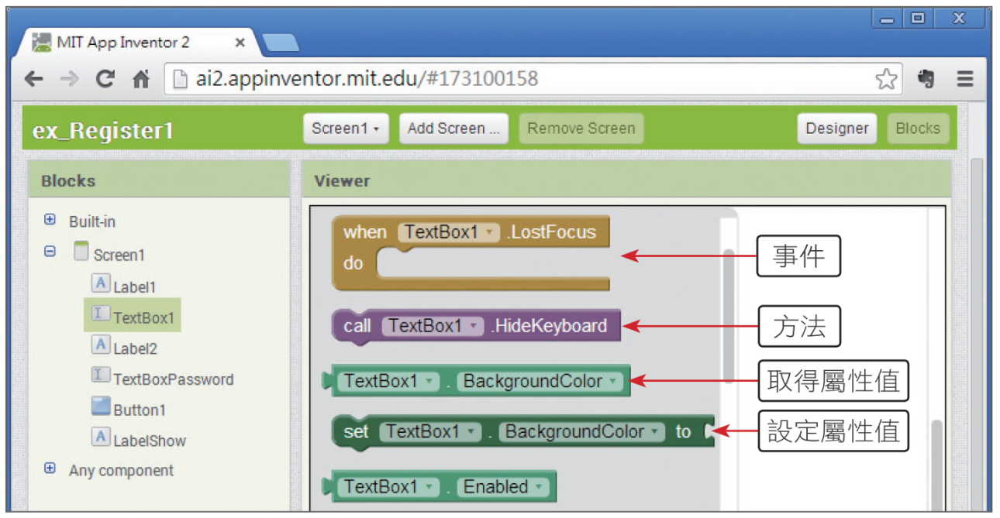 MIT App Inventor 2
ai2.appinventor.mit.edu/#173100158
ex_Register1
Screen1
Add Screen ...
Remove Screen
Designer
Blocks
Blocks
Viewer
Built-in
Screen1
Label1
TextBox1
Label2
TextBoxPassword
Button1
LabelShow
Any component
when TextBox1 .LostFocus
do
事件
call TextBox1 .HideKeyboard
方法
TextBox1 . BackgroundColor
取得屬性值
set TextBox1 . BackgroundColor to
設定屬性值
TextBox1 . Enabled